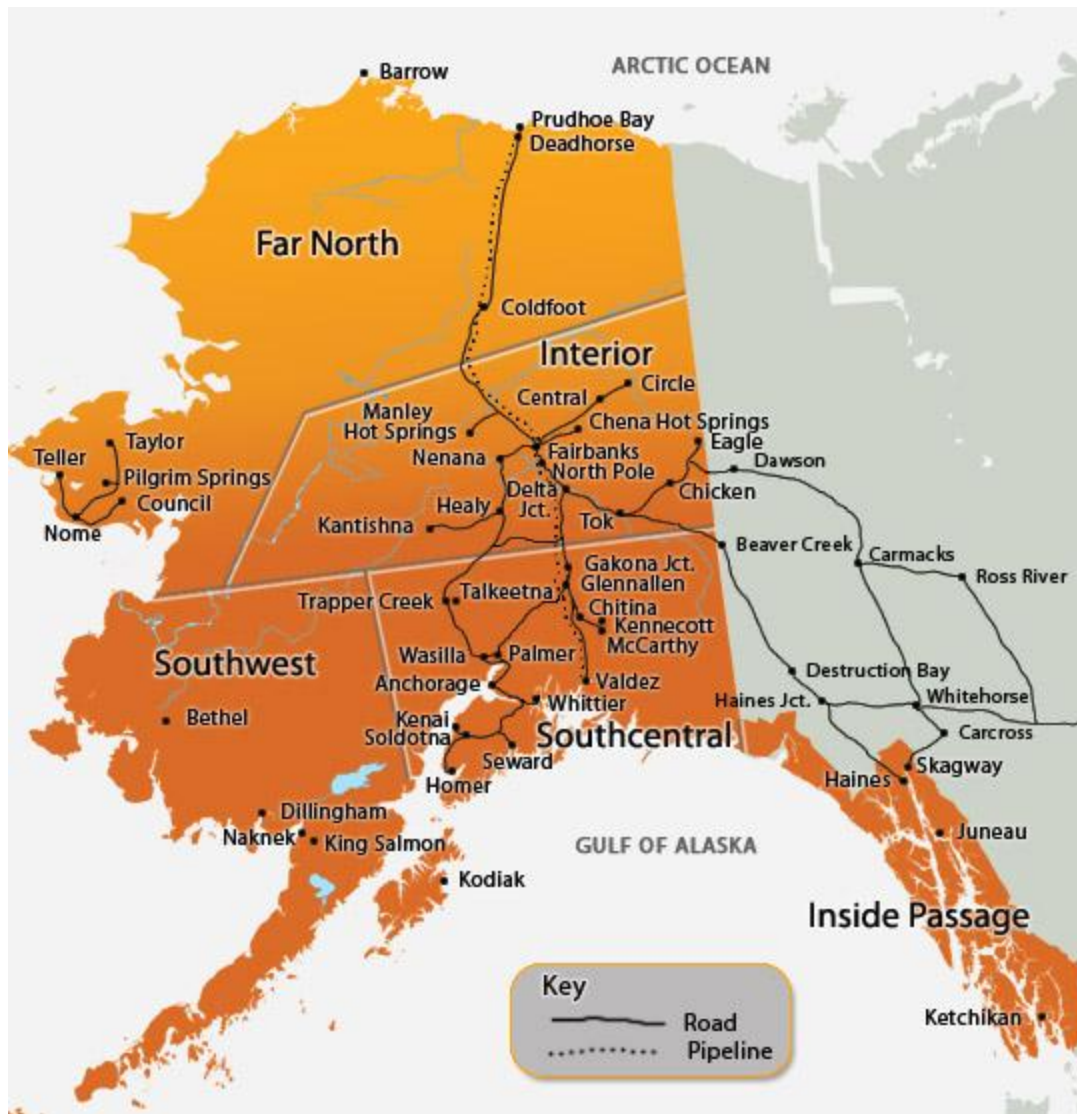 Barrow
ARCTIC OCEAN
Prudhoe Bay
Deadhorse
Far North
Coldfoot
Interior
Circle
Central
Manley
Hot Springs
Chena Hot Springs
Eagle
Taylor
Teller
Nenana
Fairbanks
North Pole
Dawson
Pilgrim Springs
Council
Delta
Jct.
Chicken
Healy
Nome
Kantishna
Tok
Beaver Creek
Carmacks
Gakona Jct.
Ross River
Glennallen
Trapper Creek
Talkeetna
Chitina
Kennecott
McCarthy
Wasilla
Palmer
Southwest
Destruction Bay
Anchorage
Valdez
Whittier
Haines Jct.
Whitehorse
Bethel
Kenai
Soldotna
Southcentral
Carcross
Seward
Skagway
Homer
Haines
Dillingham
Naknek
King Salmon
GULF OF ALASKA
Juneau
Kodiak
Inside Passage
Key
Road
Pipeline
Ketchikan